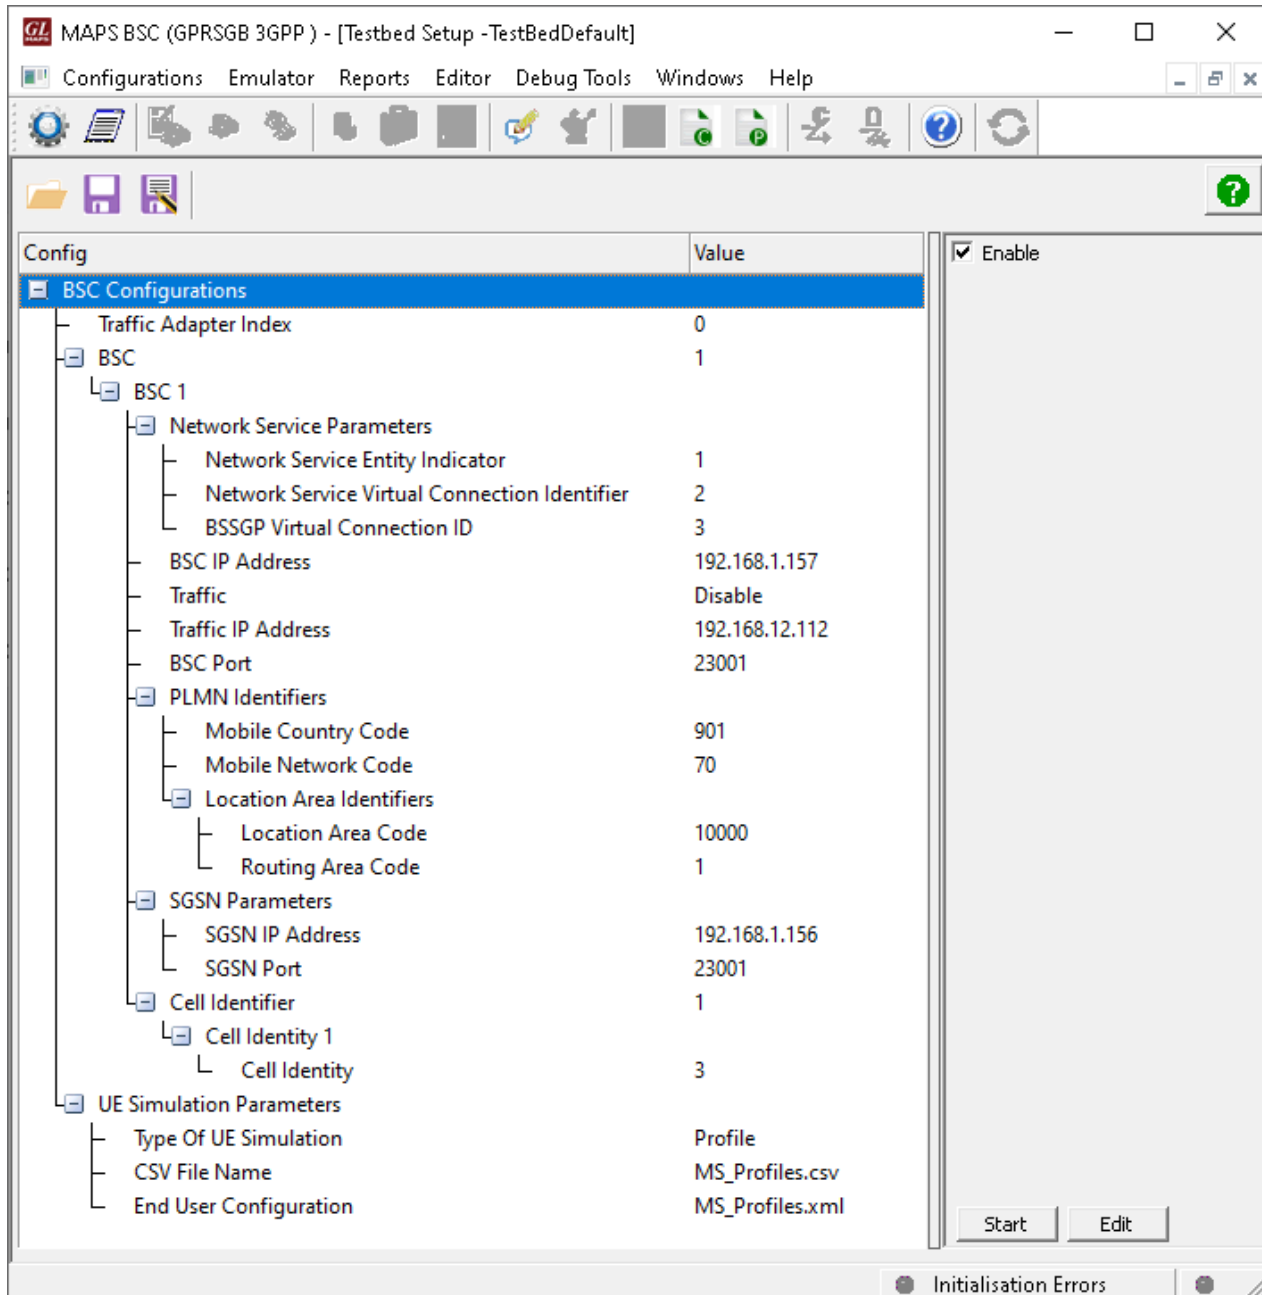 GL MAPS MAPS BSC (GPRSGB 3GPP ) - [Testbed Setup -TestBedDefault]
Configurations Emulator Reports Editor Debug Tools Windows Help
Config Value
Enable
BSC Configurations
Traffic Adapter Index 0
BSC 1
BSC 1
Network Service Parameters
Network Service Entity Indicator 1
Network Service Virtual Connection Identifier 2
BSSGP Virtual Connection ID 3
BSC IP Address 192.168.1.157
Traffic Disable
Traffic IP Address 192.168.12.112
BSC Port 23001
PLMN Identifiers
Mobile Country Code 901
Mobile Network Code 70
Location Area Identifiers
Location Area Code 10000
Routing Area Code 1
SGSN Parameters
SGSN IP Address 192.168.1.156
SGSN Port 23001
Cell Identifier 1
Cell Identity 1
Cell Identity 3
UE Simulation Parameters
Type Of UE Simulation Profile
CSV File Name MS_Profiles.csv
End User Configuration MS_Profiles.xml
Start Edit
Initialisation Errors